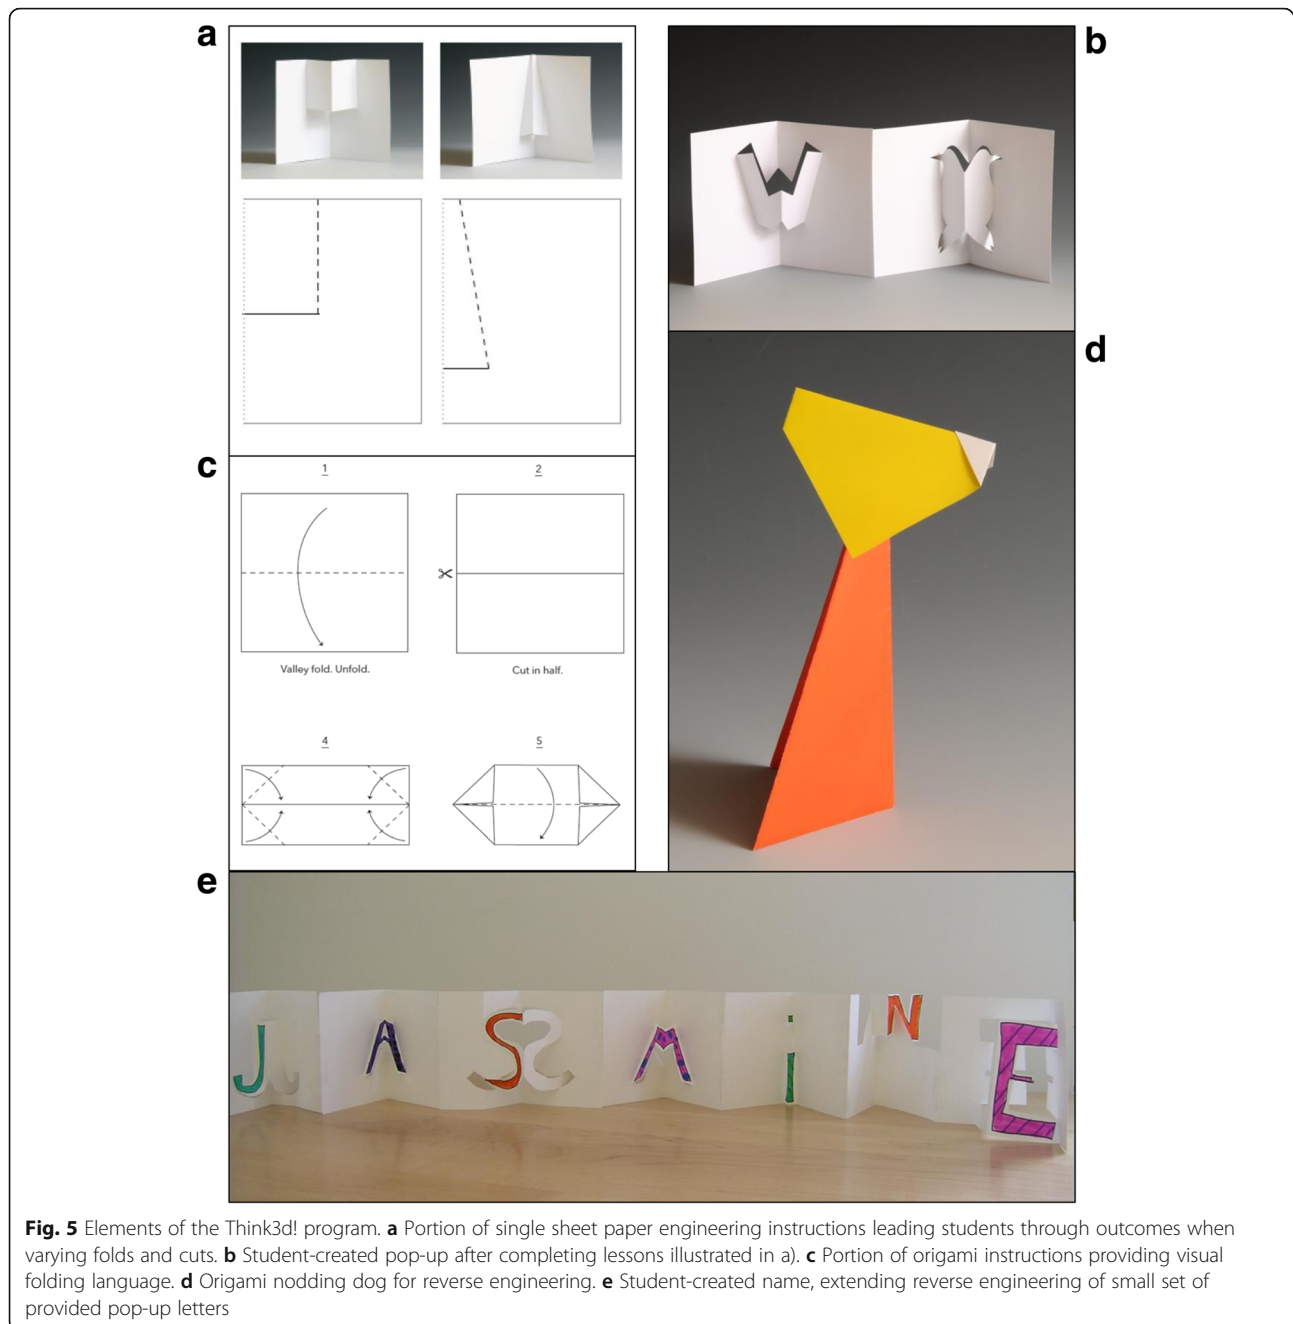 a
b
c
1
2
d
Valley fold. Unfold.
Cut in half.
4
5
e
J A S M i N E
Fig. 5 Elements of the Think3d! program. a Portion of single sheet paper engineering instructions leading students through outcomes when
varying folds and cuts. b Student-created pop-up after completing lessons illustrated in a). c Portion of origami instructions providing visual
folding language. d Origami nodding dog for reverse engineering. e Student-created name, extending reverse engineering of small set of
provided pop-up letters